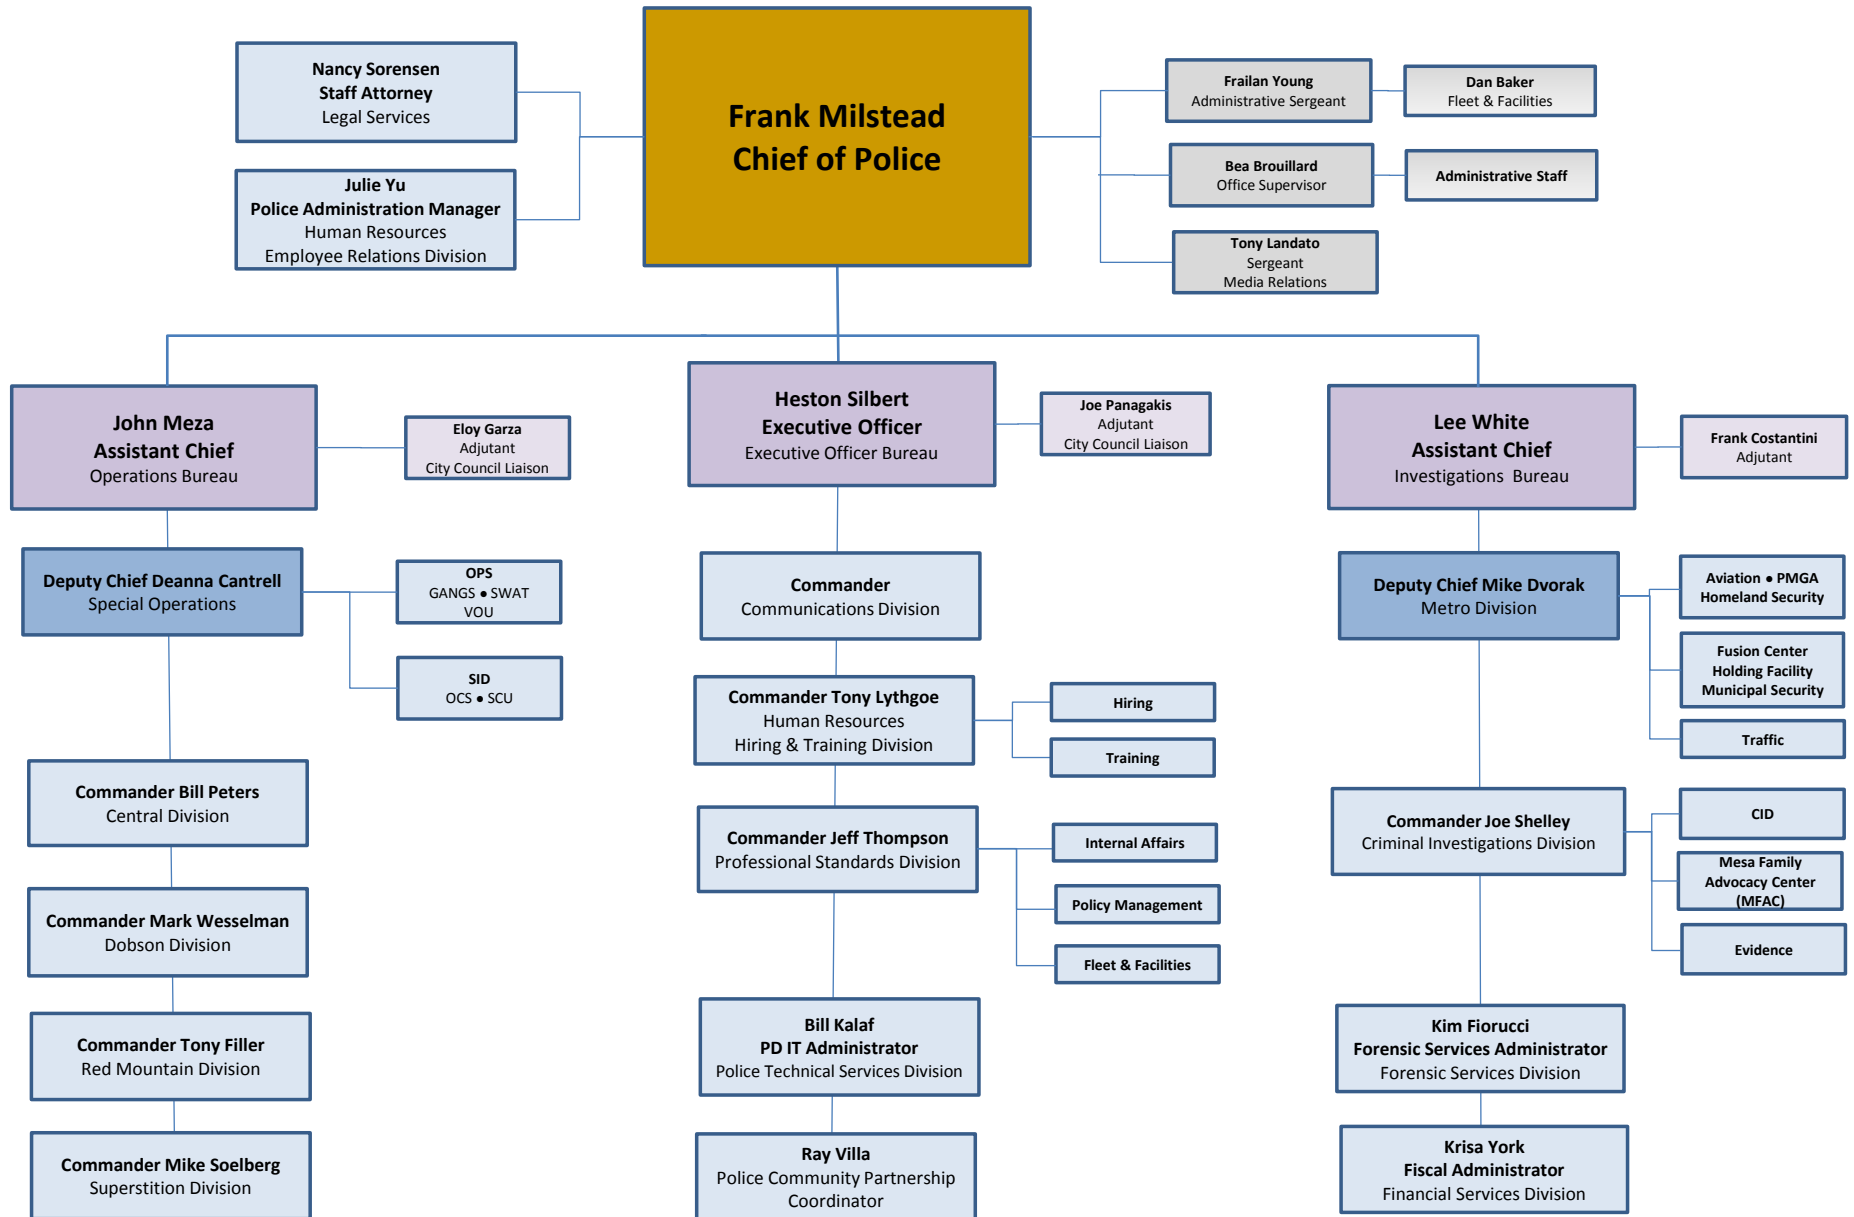 Nancy Sorensen
Staff Attorney
Legal Services
Julie Yu
Police Administration Manager
Human Resources
Employee Relations Division
Frank Milstead
Chief of Police
Frailan Young
Administrative Sergeant
Dan Baker
Fleet & Facilities
Bea Brouillard
Office Supervisor
Administrative Staff
Tony Landato
Sergeant
Media Relations
John Meza
Assistant Chief
Operations Bureau
Eloy Garza
Adjutant
City Council Liaison
Deputy Chief Deanna Cantrell
Special Operations
OPS
GANGS ● SWAT
VOU
SID
OCS ● SCU
Commander Bill Peters
Central Division
Commander Mark Wesselman
Dobson Division
Commander Tony Filler
Red Mountain Division
Commander Mike Soelberg
Superstition Division
Heston Silbert
Executive Officer
Executive Officer Bureau
Joe Panagakis
Adjutant
City Council Liaison
Commander
Communications Division
Commander Tony Lythgoe
Human Resources
Hiring & Training Division
Hiring
Training
Commander Jeff Thompson
Professional Standards Division
Internal Affairs
Policy Management
Fleet & Facilities
Bill Kalaf
PD IT Administrator
Police Technical Services Division
Ray Villa
Police Community Partnership
Coordinator
Lee White
Assistant Chief
Investigations  Bureau
Frank Costantini
Adjutant
Deputy Chief Mike Dvorak
Metro Division
Aviation ● PMGA
Homeland Security
Fusion Center
Holding Facility
Municipal Security
Traffic
Commander Joe Shelley
Criminal Investigations Division
CID
Mesa Family
Advocacy Center
(MFAC)
Evidence
Kim Fiorucci
Forensic Services Administrator
Forensic Services Division
Krisa York
Fiscal Administrator
Financial Services Division